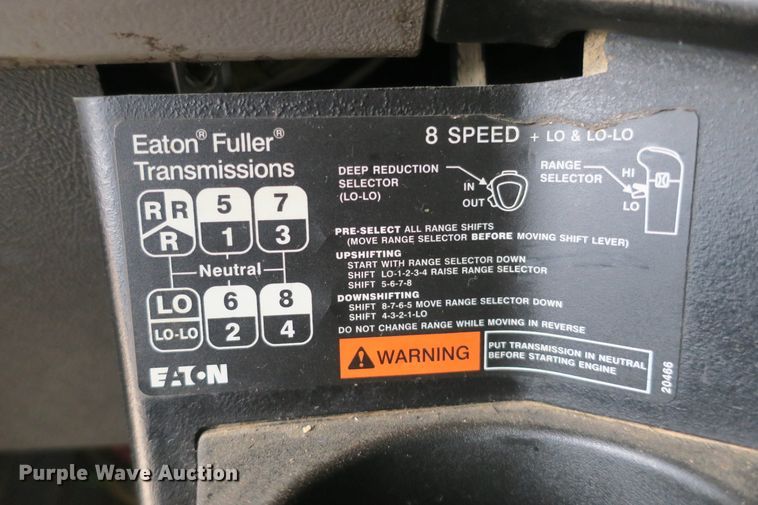 Eaton® Fuller®
Transmissions
8 SPEED + LO & LO-LO
DEEP REDUCTION
SELECTOR
(LO-LO)
IN
OUT
RANGE
SELECTOR
HI
LO
R R 5 7
R 1 3
Neutral
LO 6 8
LO-LO 2 4
PRE-SELECT ALL RANGE SHIFTS
(MOVE RANGE SELECTOR BEFORE MOVING SHIFT LEVER)
UPSHIFTING
START WITH RANGE SELECTOR DOWN
SHIFT LO-1-2-3-4 RAISE RANGE SELECTOR
SHIFT 5-6-7-8
DOWNSHIFTING
SHIFT 8-7-6-5 MOVE RANGE SELECTOR DOWN
SHIFT 4-3-2-1-LO
DO NOT CHANGE RANGE WHILE MOVING IN REVERSE
WARNING
PUT TRANSMISSION IN NEUTRAL
BEFORE STARTING ENGINE
EATON
20466
Purple Wave Auction